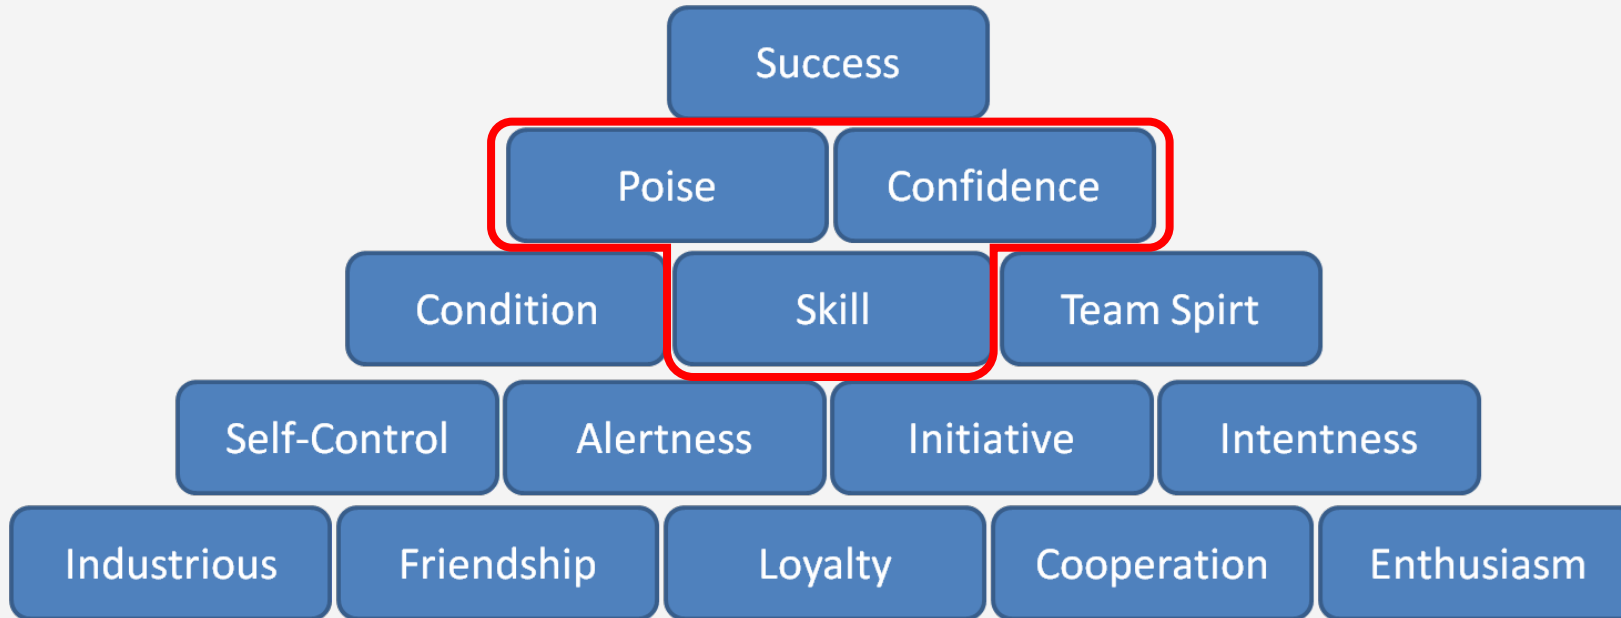 Success
Poise Confidence
Condition Skill Team Spirt
Self-Control Alertness Initiative Intentness
Industrious Friendship Loyalty Cooperation Enthusiasm